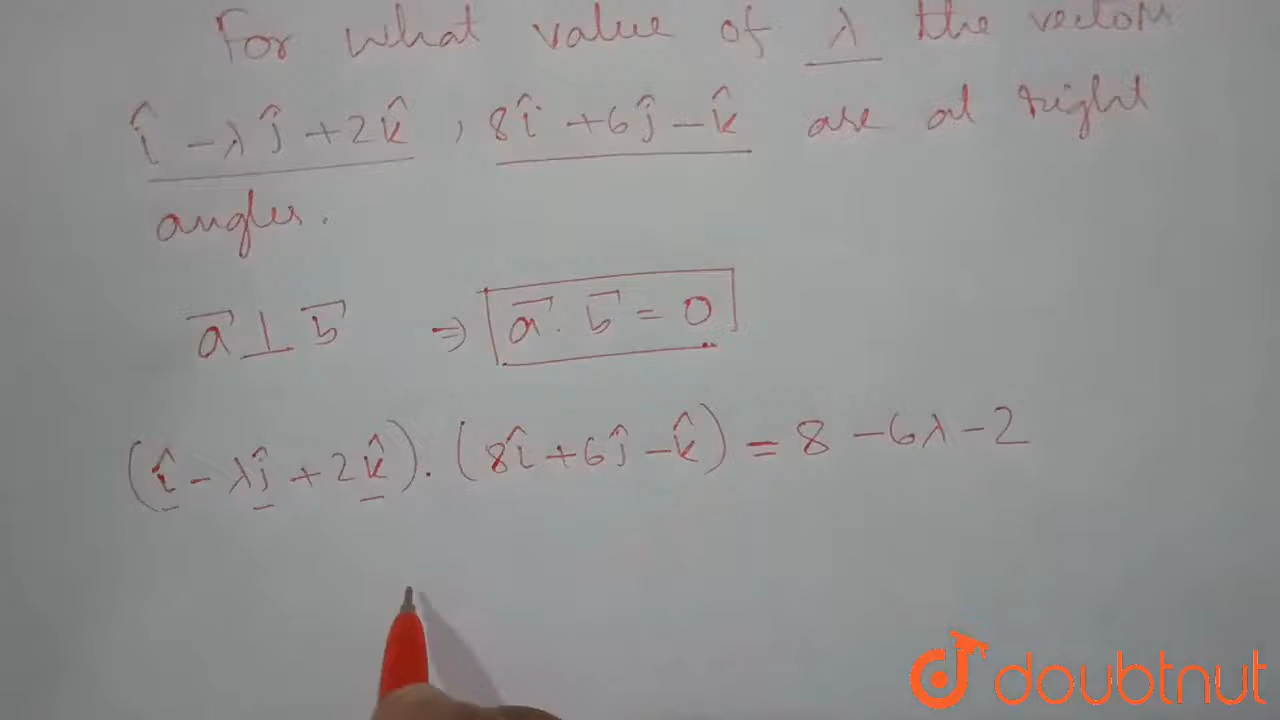 For what value of λ the vectors
î - λĵ + 2k̂ , 8î + 6ĵ - k̂ are at right
angles.
a⃗ ⊥ b⃗ ⇒ a⃗ . b⃗ = 0
(î - λĵ + 2k̂) . (8î + 6ĵ - k̂) = 8 - 6λ - 2
doubtnut